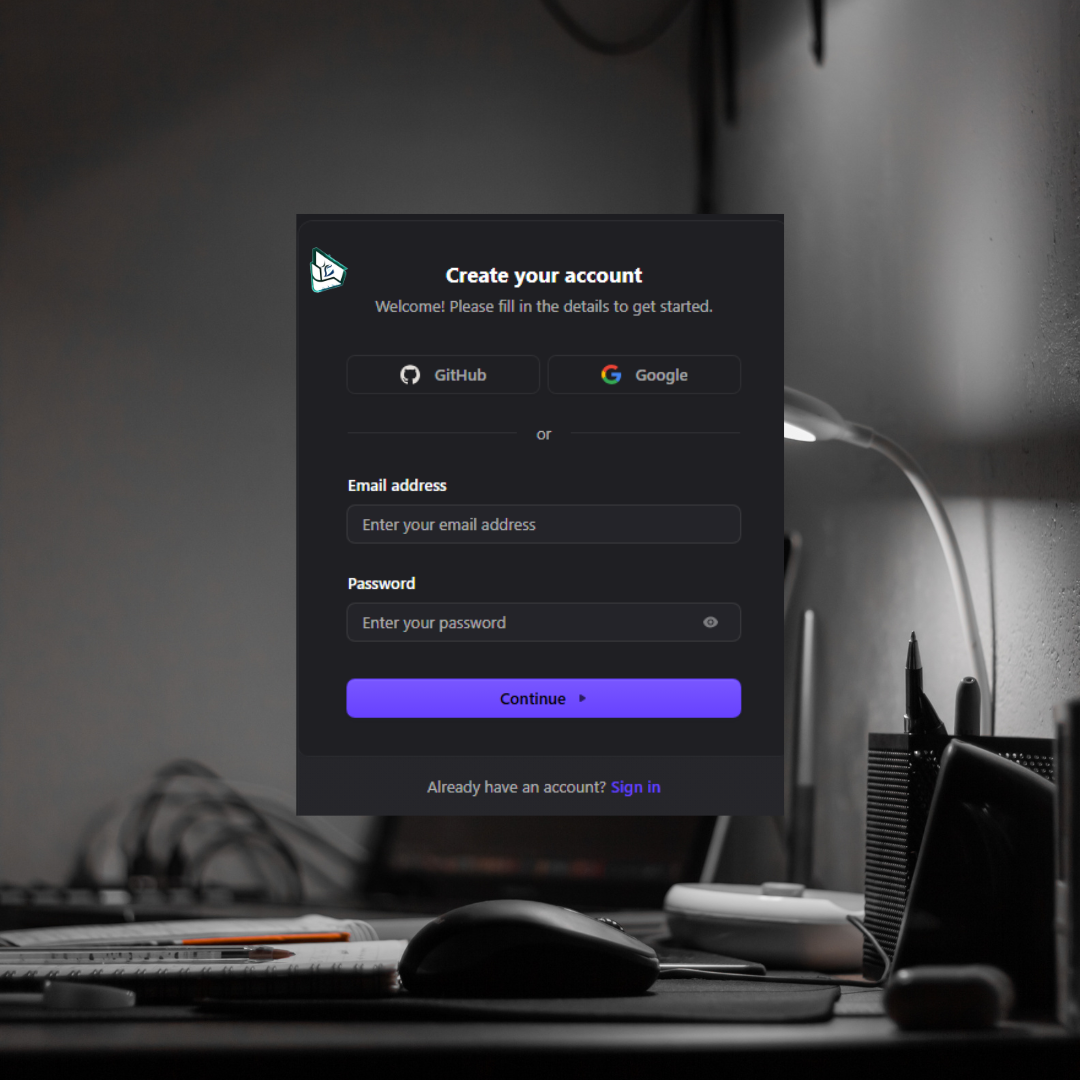 Create your account
Welcome! Please fill in the details to get started.
GitHub
Google
or
Email address
Enter your email address
Password
Enter your password
Continue
Already have an account? Sign in